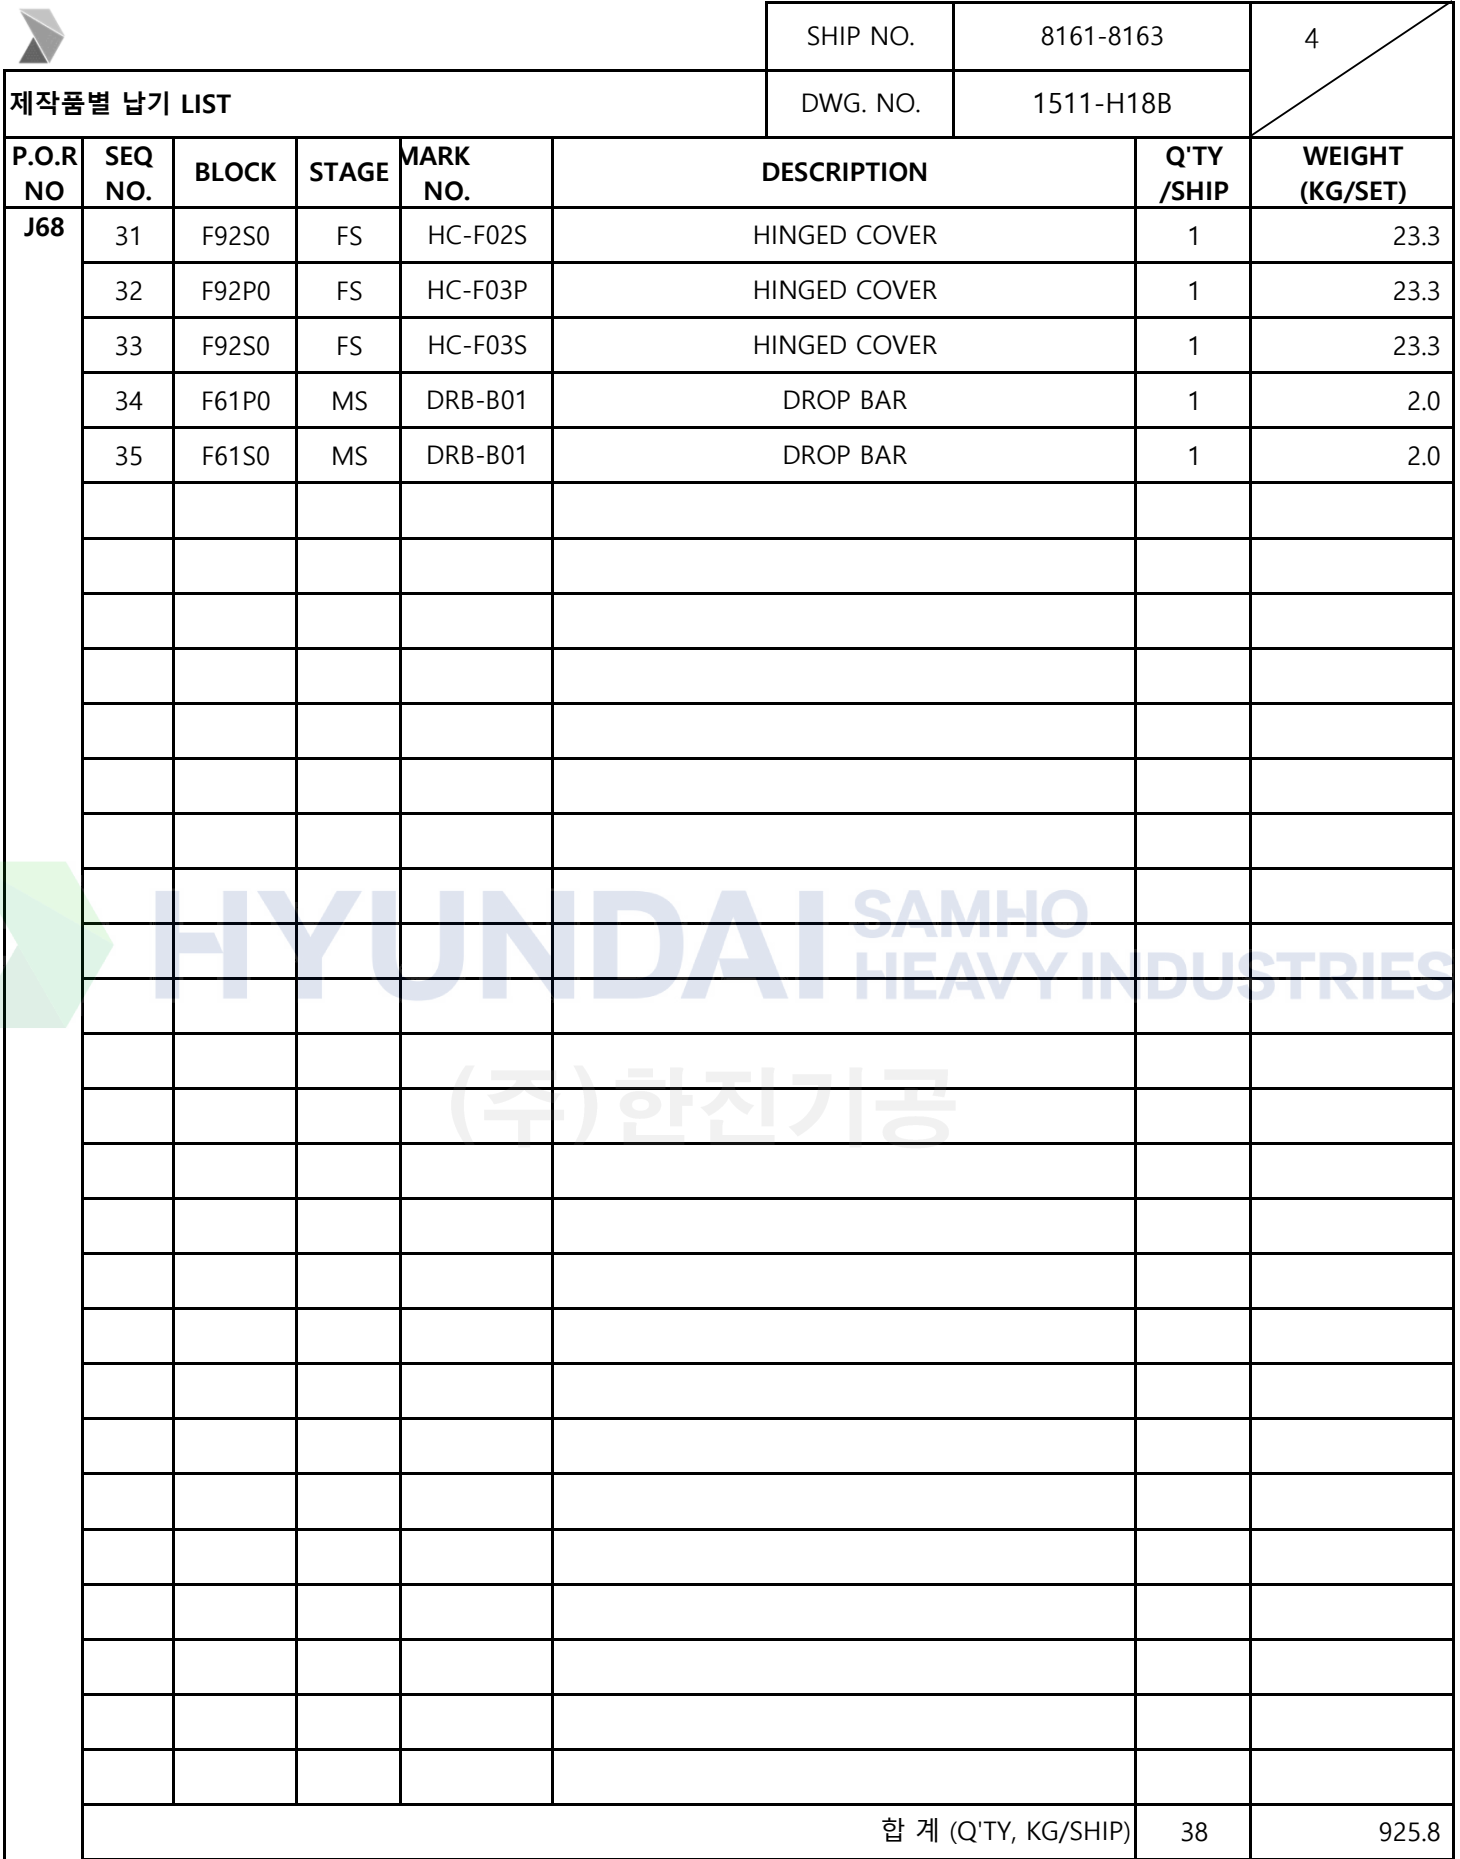 SHIP NO. 8161-8163 4
제작품별 납기 LIST DWG. NO. 1511-H18B
P.O.R NO SEQ NO. BLOCK STAGE MARK NO. DESCRIPTION Q'TY /SHIP WEIGHT (KG/SET)
J68 31 F92S0 FS HC-F02S HINGED COVER 1 23.3
32 F92P0 FS HC-F03P HINGED COVER 1 23.3
33 F92S0 FS HC-F03S HINGED COVER 1 23.3
34 F61P0 MS DRB-B01 DROP BAR 1 2.0
35 F61S0 MS DRB-B01 DROP BAR 1 2.0
HYUNDAI SAMHO HEAVY INDUSTRIES
(주)한진기공
합 계 (Q'TY, KG/SHIP) 38 925.8